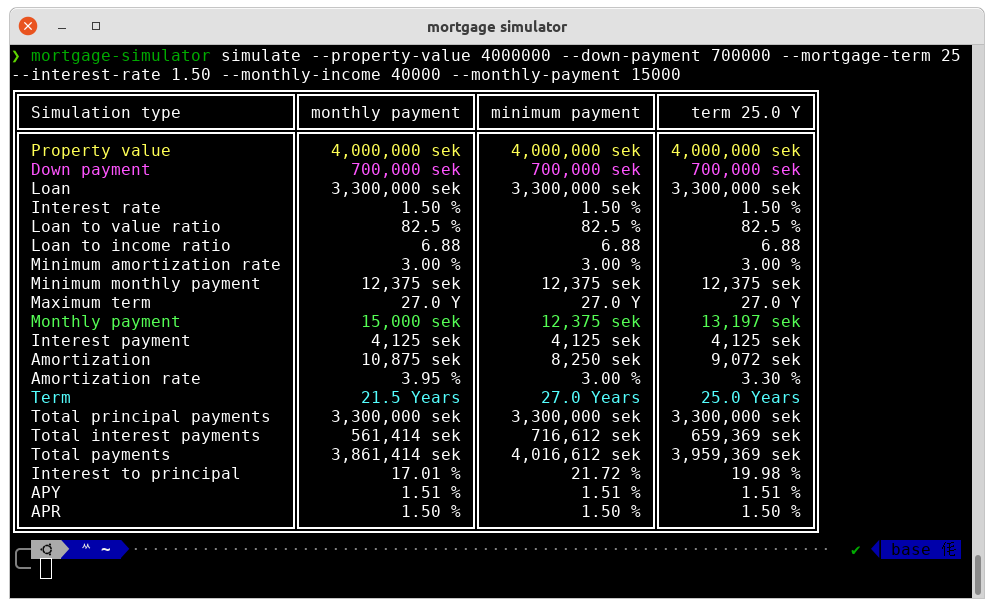 mortgage simulator
❯ mortgage-simulator simulate --property-value 4000000 --down-payment 700000 --mortgage-term 25
--interest-rate 1.50 --monthly-income 40000 --monthly-payment 15000
Simulation type monthly payment minimum payment term 25.0 Y
Property value 4,000,000 sek 4,000,000 sek 4,000,000 sek
Down payment 700,000 sek 700,000 sek 700,000 sek
Loan 3,300,000 sek 3,300,000 sek 3,300,000 sek
Interest rate 1.50 % 1.50 % 1.50 %
Loan to value ratio 82.5 % 82.5 % 82.5 %
Loan to income ratio 6.88 6.88 6.88
Minimum amortization rate 3.00 % 3.00 % 3.00 %
Minimum monthly payment 12,375 sek 12,375 sek 12,375 sek
Maximum term 27.0 Y 27.0 Y 27.0 Y
Monthly payment 15,000 sek 12,375 sek 13,197 sek
Interest payment 4,125 sek 4,125 sek 4,125 sek
Amortization 10,875 sek 8,250 sek 9,072 sek
Amortization rate 3.95 % 3.00 % 3.30 %
Term 21.5 Years 27.0 Years 25.0 Years
Total principal payments 3,300,000 sek 3,300,000 sek 3,300,000 sek
Total interest payments 561,414 sek 716,612 sek 659,369 sek
Total payments 3,861,414 sek 4,016,612 sek 3,959,369 sek
Interest to principal 17.01 % 21.72 % 19.98 %
APY 1.51 % 1.51 % 1.51 %
APR 1.50 % 1.50 % 1.50 %
~ ✔ base